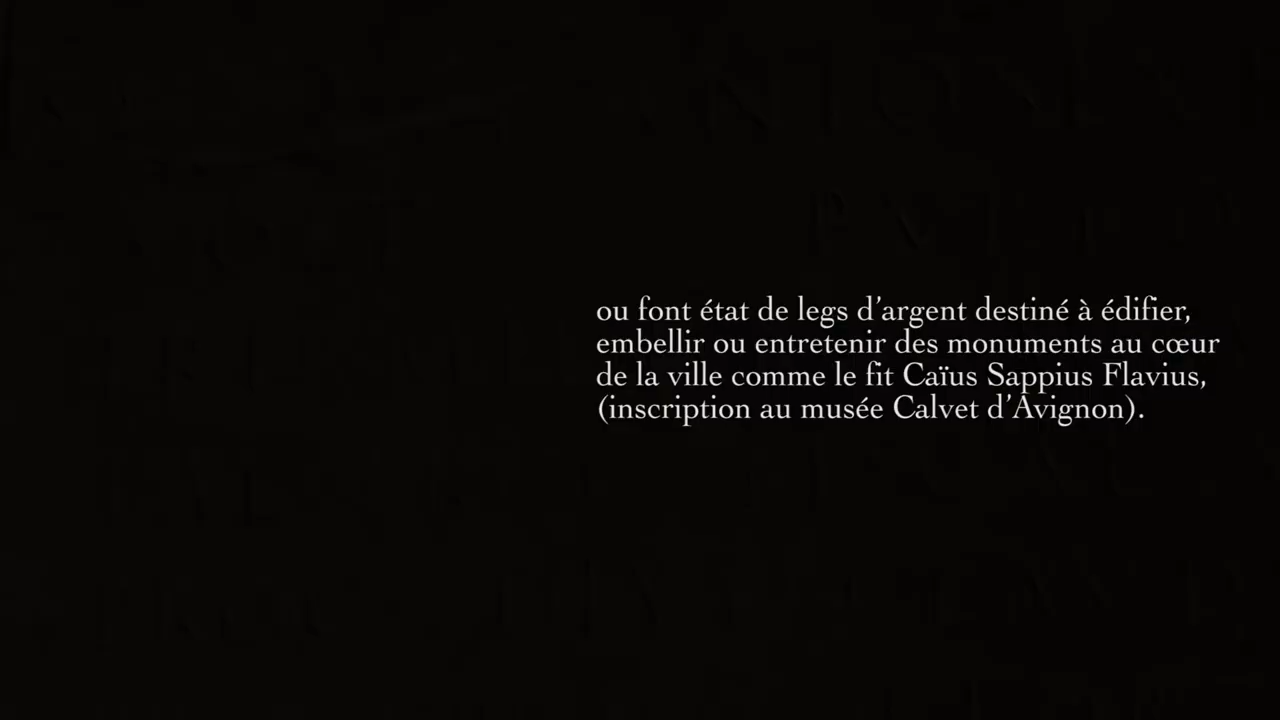 ou font état de legs d’argent destiné à édifier,
embellir ou entretenir des monuments au cœur
de la ville comme le fit Caïus Sappius Flavius,
(inscription au musée Calvet d’Avignon).